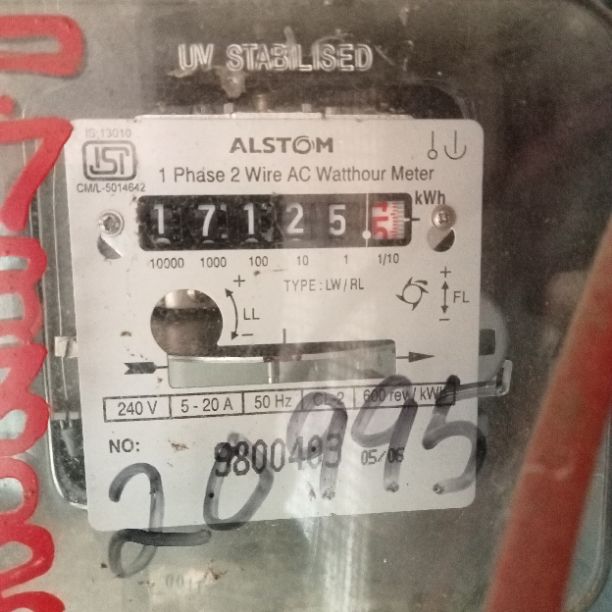 UV STABILISED
IS:13010
ISI
CM/L-5014642
ALSTOM
1 Phase 2 Wire AC Watthour Meter
kWh
1 7 1 2 5 .5
10000 1000 100 10 1 1/10
TYPE : LW/RL
+
LL
-
+
FL
-
240 V 5 - 20 A 50 Hz CL-2 600 rev/kWh
NO: 9800403 05/06
20995